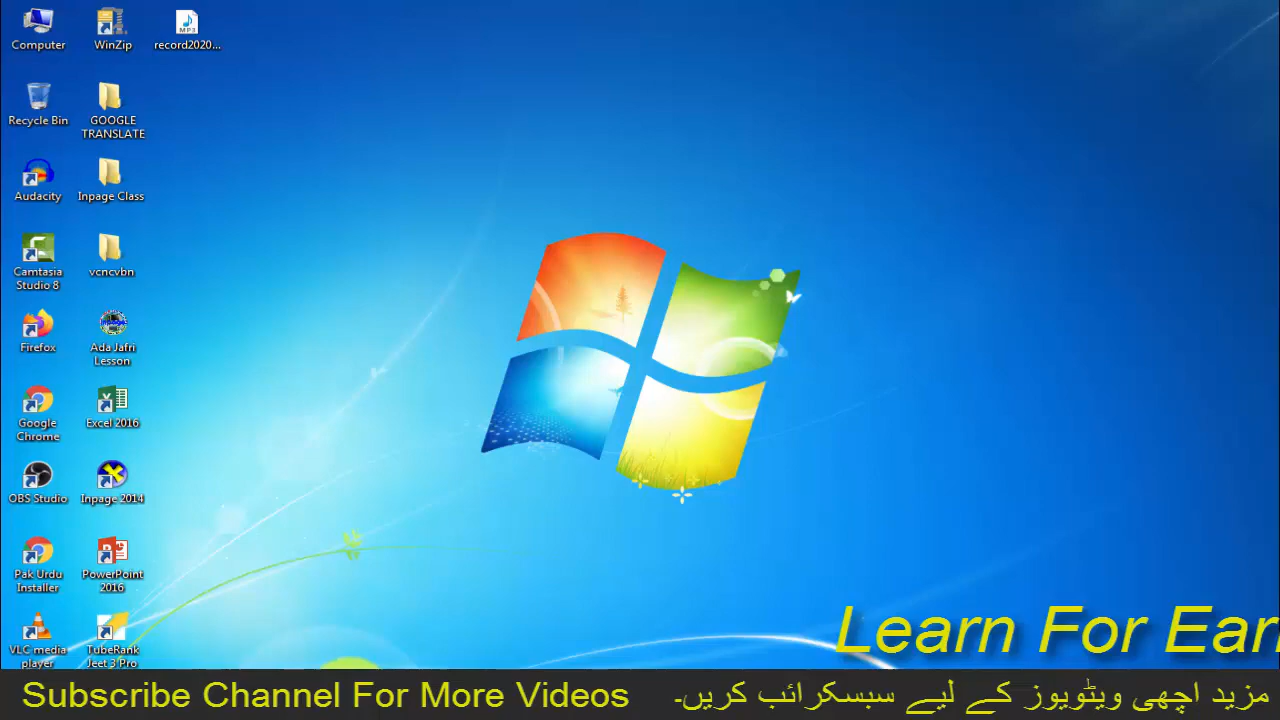 Computer
WinZip
record2020...
MP3
Recycle Bin
GOOGLE
TRANSLATE
Audacity
Inpage Class
Camtasia
Studio 8
vcncvbn
Firefox
Ada Jafri
Lesson
Google
Chrome
Excel 2016
OBS Studio
Inpage 2014
Pak Urdu
Installer
PowerPoint
2016
VLC media
player
TubeRank
Jeet 3 Pro
Learn For Ear
Subscribe Channel For More Videos
مزید اچھی ویٹویوز کے لیے سبسکرائب کریں۔